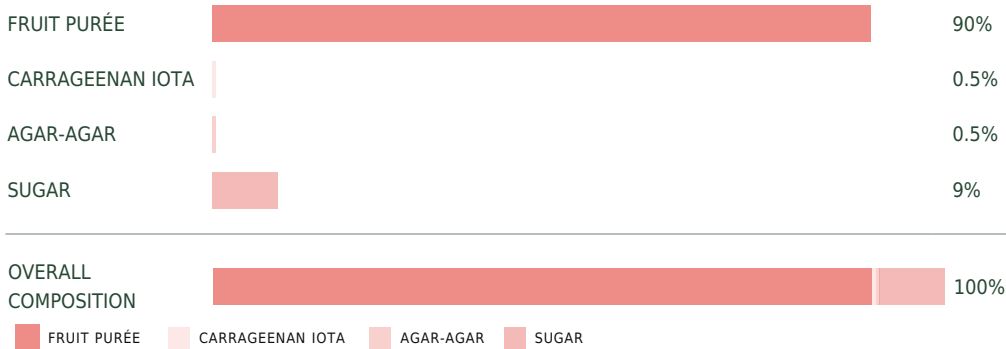 FRUIT PURÉE 90%
CARRAGEENAN IOTA 0.5%
AGAR-AGAR 0.5%
SUGAR 9%
OVERALL
COMPOSITION 100%
FRUIT PURÉE CARRAGEENAN IOTA AGAR-AGAR SUGAR